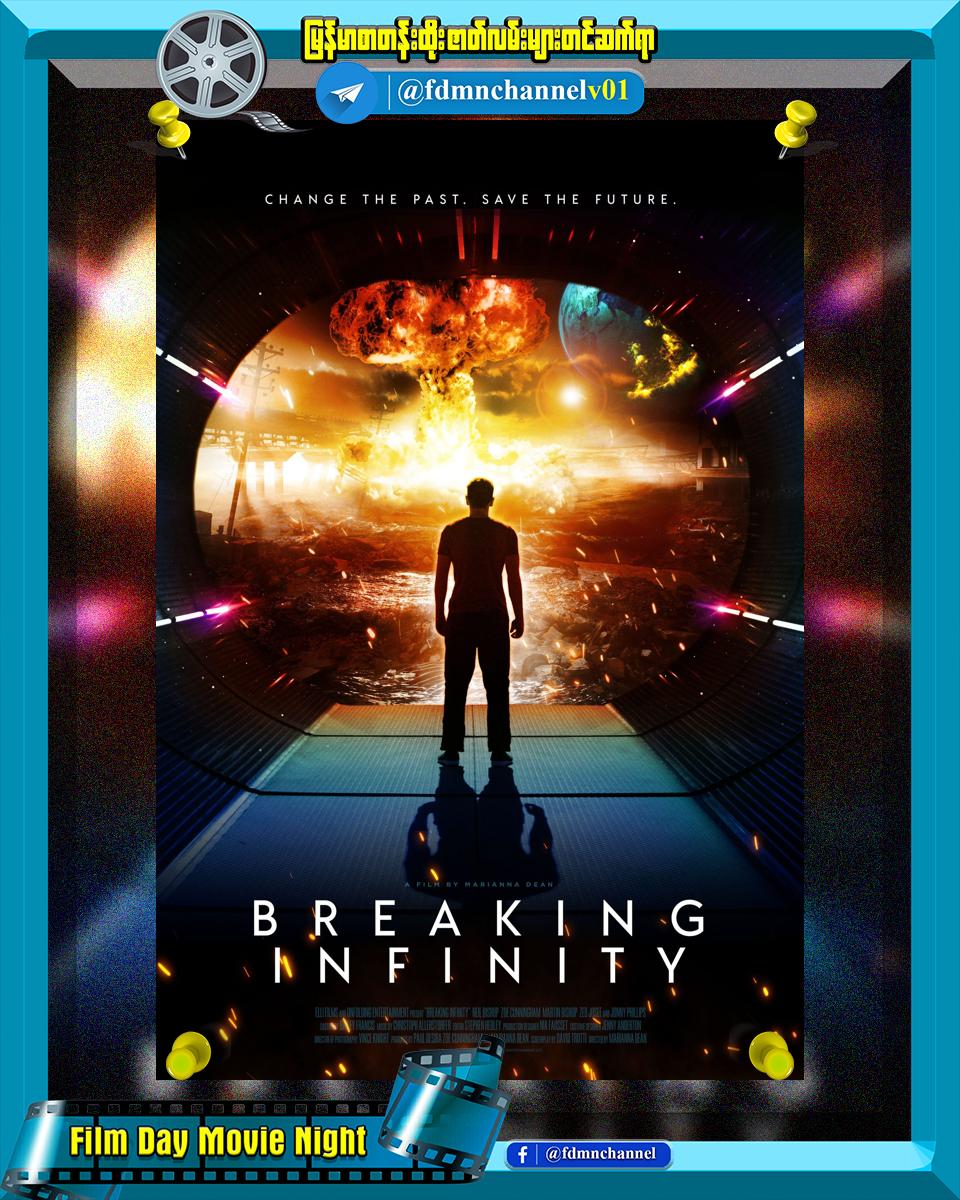 မြန်မာစာတန်းထိုးဇာတ်လမ်းများတင်ဆက်ရာ
@fdmnchannelv01
CHANGE THE PAST. SAVE THE FUTURE.
A FILM BY MARIANNA DEAN
BREAKING
INFINITY
Film Day Movie Night
@fdmnchannel